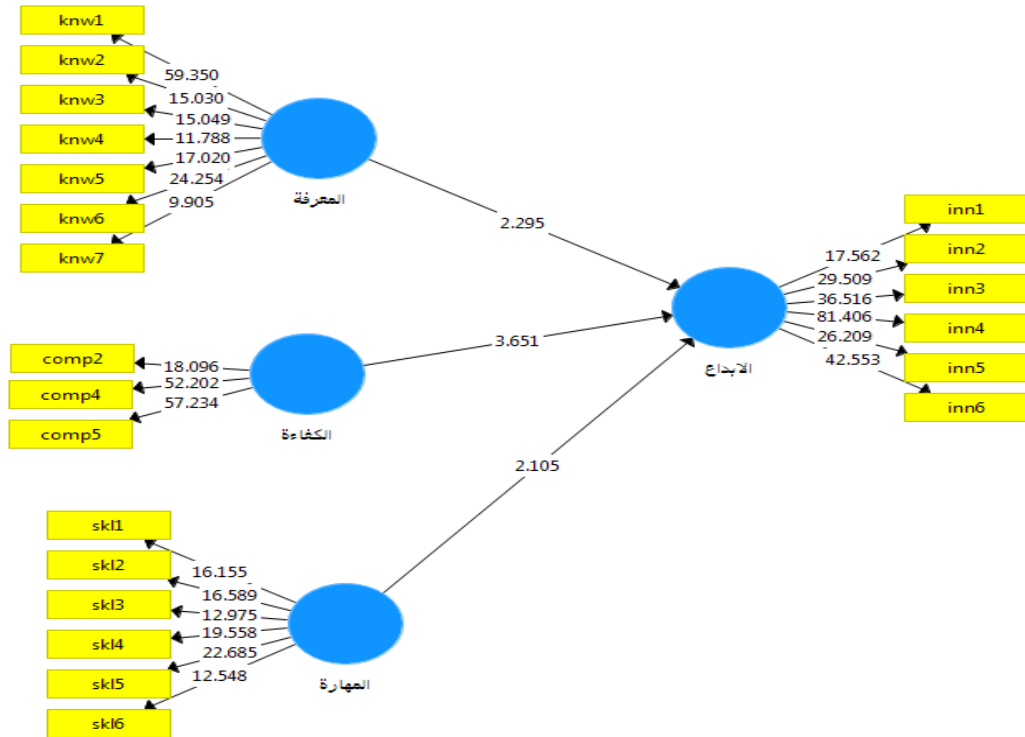 knw1
knw2
knw3
knw4
knw5
knw6
knw7
59.350
15.030
15.049
11.788
17.020
24.254
9.905
المعرفة
2.295
comp2
comp4
comp5
18.096
52.202
57.234
الكفاءة
3.651
skl1
skl2
skl3
skl4
skl5
skl6
16.155
16.589
12.975
19.558
22.685
12.548
المهارة
2.105
الابداع
17.562
29.509
36.516
81.406
26.209
42.553
inn1
inn2
inn3
inn4
inn5
inn6